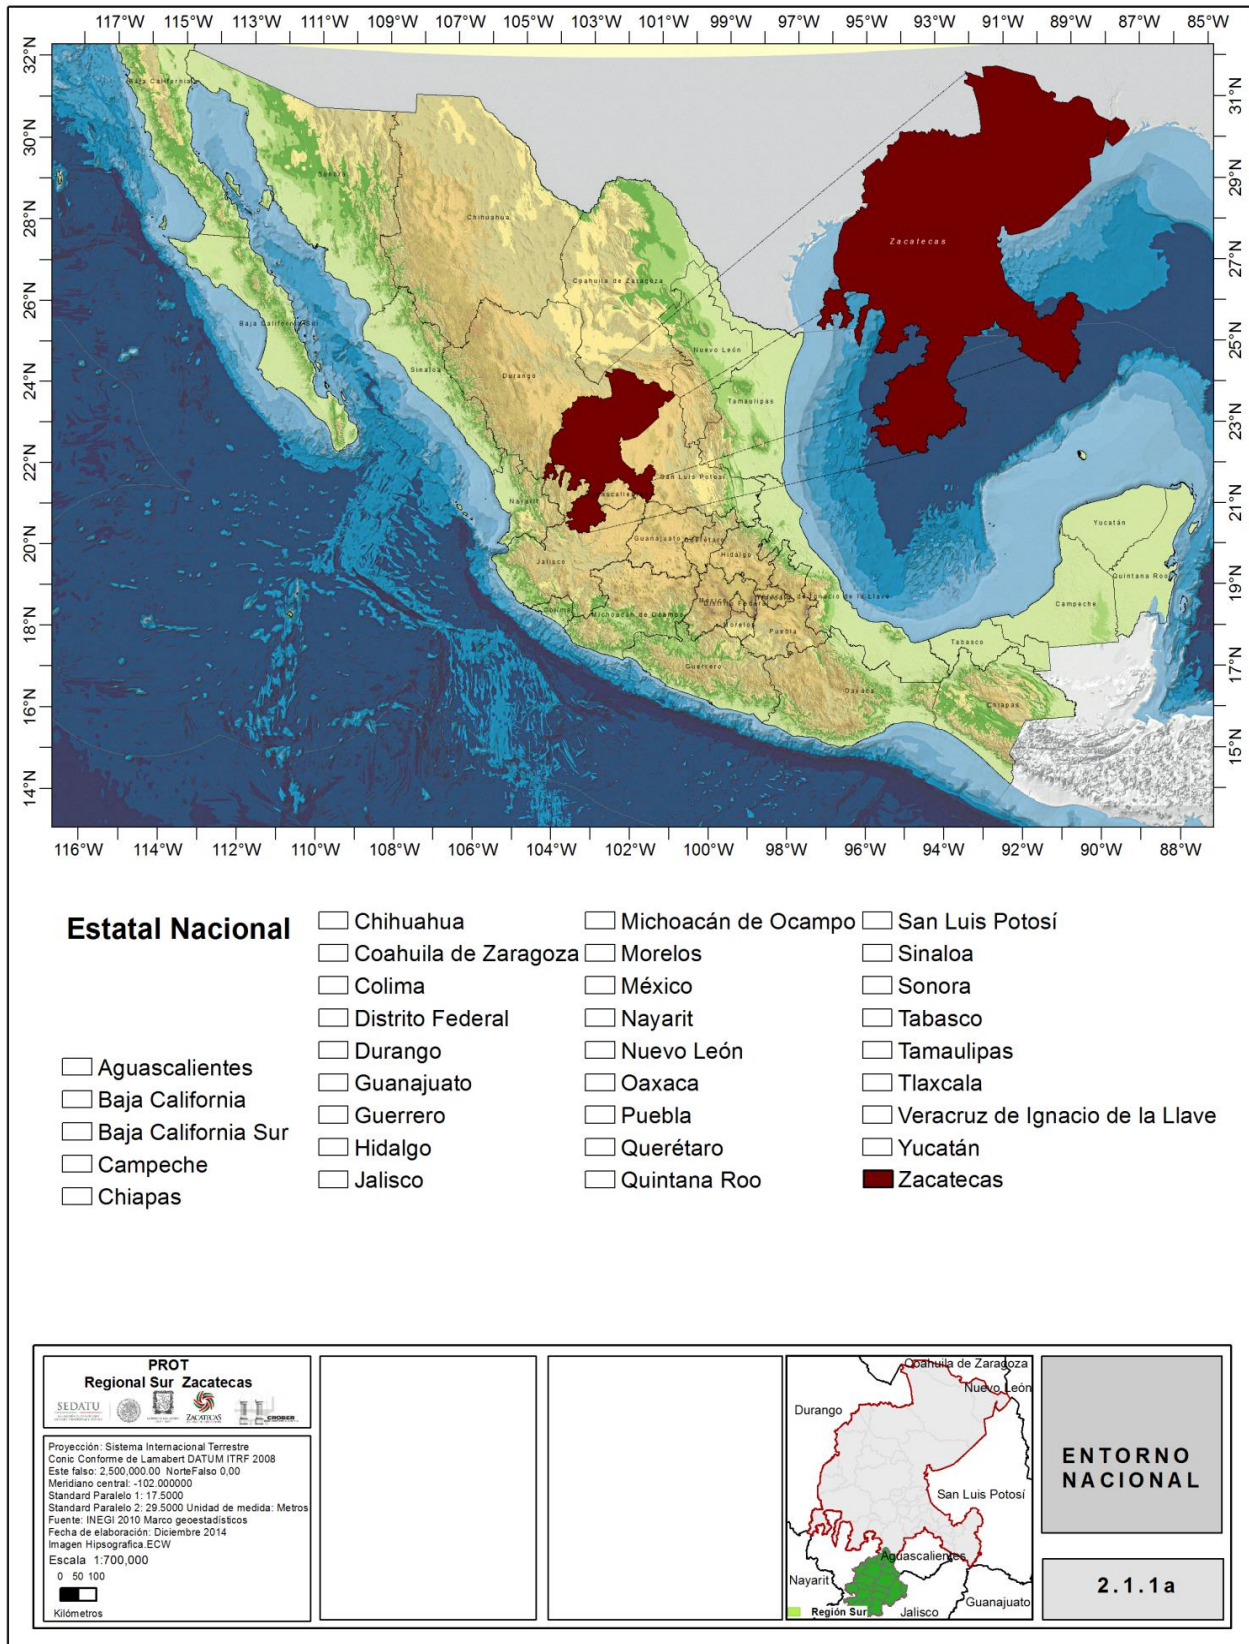 117°W 115°W 113°W 111°W 109°W 107°W 105°W 103°W 102°W 101°W 99°W 98°W 97°W 95°W 94°W 93°W 91°W 89°W 87°W 85°W
32°N
30°N
28°N
26°N
24°N
22°N
20°N
18°N
16°N
14°N
31°N
29°N
27°N
25°N
23°N
21°N
19°N
17°N
15°N
Baja California
Sonora
Chihuahua
Coahuila de Zaragoza
Baja California Sur
Sinaloa
Durango
Nuevo León
Tamaulipas
Zacatecas
San Luis Potosí
Nayarit
Jalisco
Guanajuato
Hidalgo
Colima
Michoacán de Ocampo
Morelos
Puebla
Guerrero
Oaxaca
Tabasco
Chiapas
Campeche
Yucatán
Quintana Roo
116°W 114°W 112°W 110°W 108°W 106°W 104°W 102°W 100°W 98°W 96°W 94°W 92°W 90°W 88°W
Estatal Nacional
Aguascalientes
Baja California
Baja California Sur
Campeche
Chiapas
Chihuahua
Coahuila de Zaragoza
Colima
Distrito Federal
Durango
Guanajuato
Guerrero
Hidalgo
Jalisco
Michoacán de Ocampo
Morelos
México
Nayarit
Nuevo León
Oaxaca
Puebla
Querétaro
Quintana Roo
San Luis Potosí
Sinaloa
Sonora
Tabasco
Tamaulipas
Tlaxcala
Veracruz de Ignacio de la Llave
Yucatán
Zacatecas
PROT
Regional Sur Zacatecas
SEDATU
ZACATECAS
CROBER
Proyección: Sistema Internacional Terrestre
Conic Conforme de Lamabert DATUM ITRF 2008
Este falso: 2,500,000.00 NorteFalso 0,00
Meridiano central: -102.000000
Standard Paralelo 1: 17.5000
Standard Paralelo 2: 29.5000 Unidad de medida: Metros
Fuente: INEGI 2010 Marco geoestadísticos
Fecha de elaboración: Diciembre 2014
Imagen Hipsografica.ECW
Escala 1:700,000
0 50 100
Kilómetros
Coahuila de Zaragoza
Nuevo León
Durango
San Luis Potosí
Aguascalientes
Nayarit
Guanajuato
Región Sur
Jalisco
ENTORNO
NACIONAL
2.1.1a